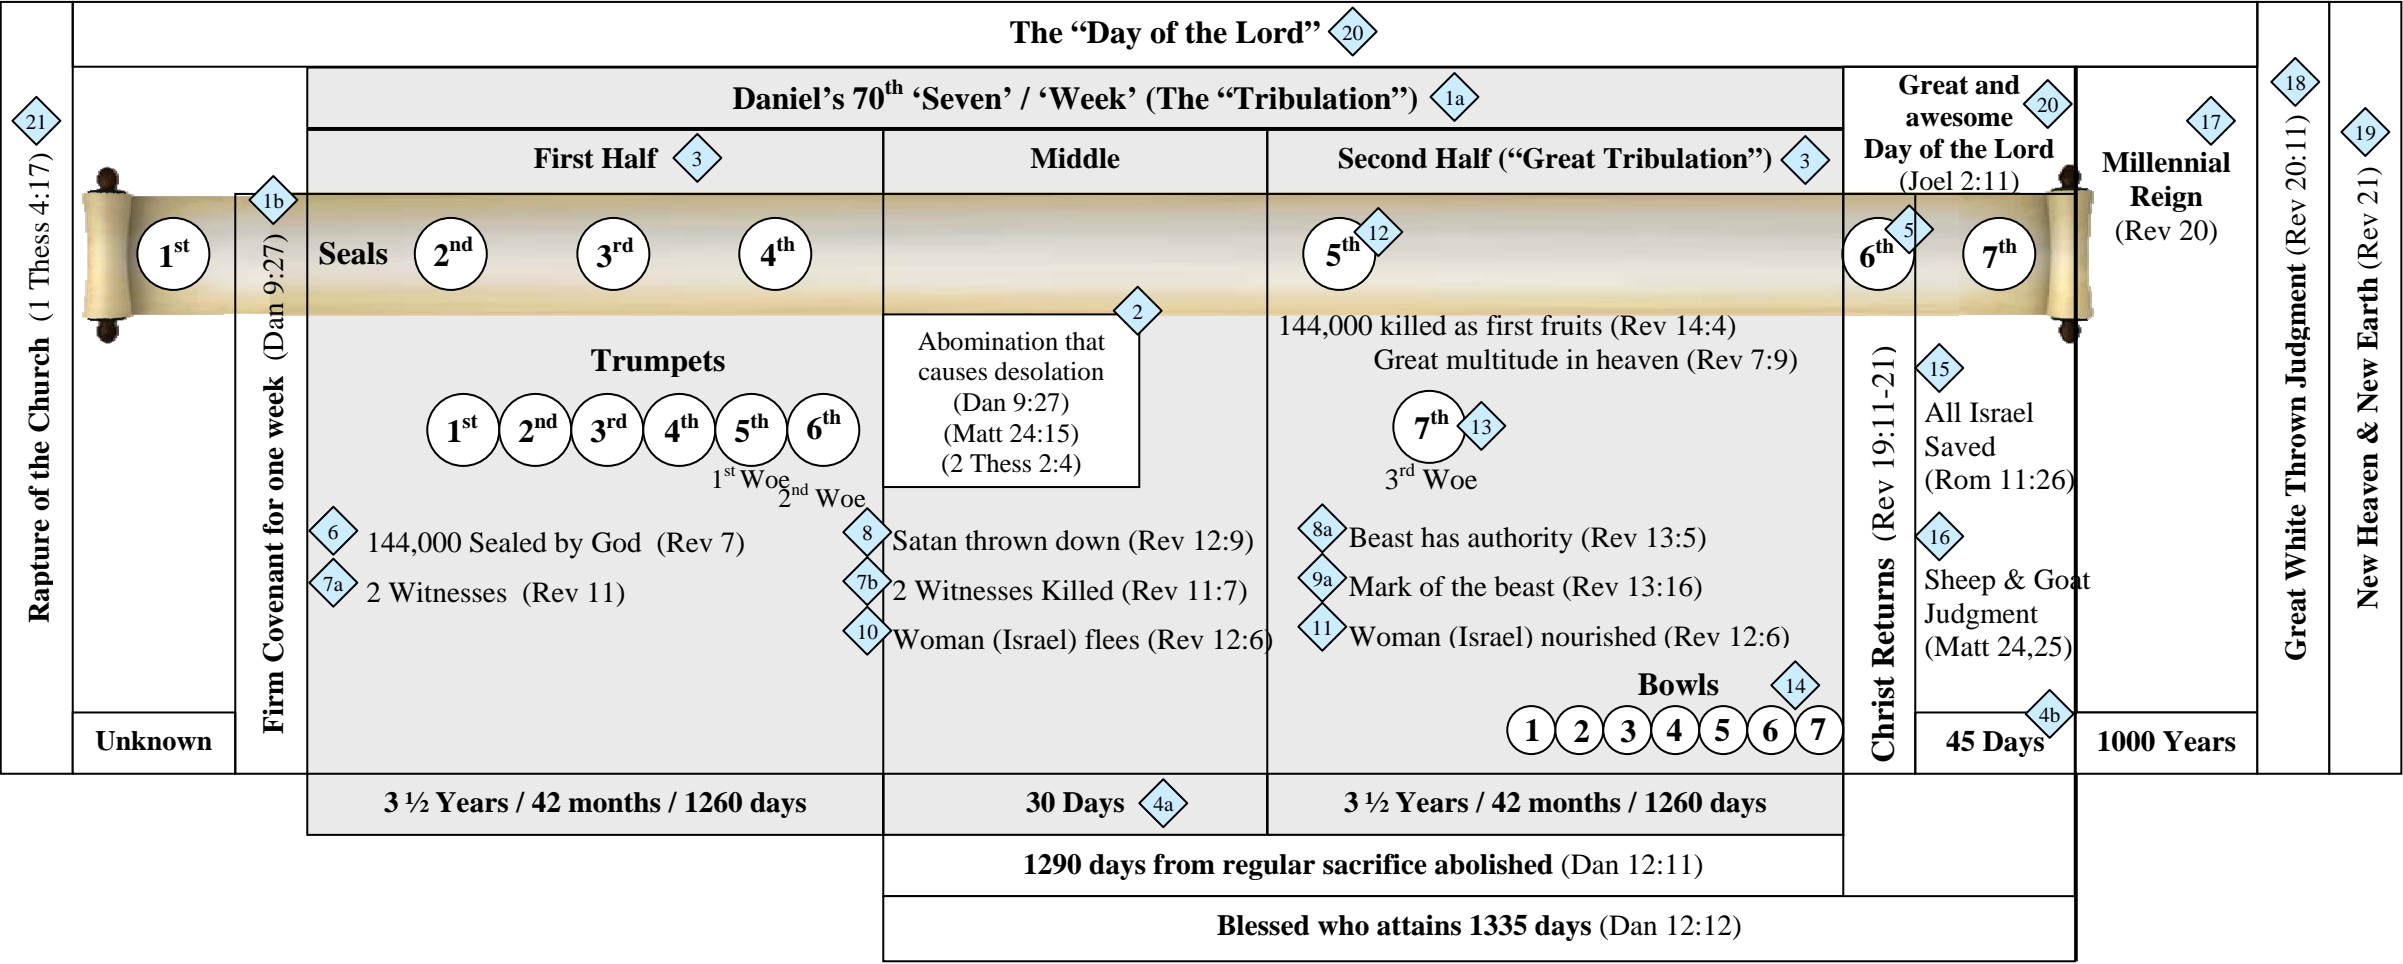 The “Day of the Lord” 20
Rapture of the Church (1 Thess 4:17) 21
Unknown
Firm Covenant for one week (Dan 9:27) 1b
Daniel’s 70th ‘Seven’ / ‘Week’ (The “Tribulation”) 1a
First Half 3
Middle
Second Half (“Great Tribulation”) 3
Great and
awesome 20
Day of the Lord
(Joel 2:11)
17
Millennial
Reign
(Rev 20)
Great White Thrown Judgment (Rev 20:11) 18
New Heaven & New Earth (Rev 21) 19
1st
Seals 2nd 3rd 4th
5th 12
6th 5 7th
Trumpets
1st 2nd 3rd 4th 5th 6th
1st Woe
2nd Woe
6 144,000 Sealed by God (Rev 7)
7a 2 Witnesses (Rev 11)
2
Abomination that
causes desolation
(Dan 9:27)
(Matt 24:15)
(2 Thess 2:4)
8 Satan thrown down (Rev 12:9)
7b 2 Witnesses Killed (Rev 11:7)
10 Woman (Israel) flees (Rev 12:6)
144,000 killed as first fruits (Rev 14:4)
Great multitude in heaven (Rev 7:9)
7th 13
3rd Woe
8a Beast has authority (Rev 13:5)
9a Mark of the beast (Rev 13:16)
11 Woman (Israel) nourished (Rev 12:6)
Bowls 14
1 2 3 4 5 6 7
Christ Returns (Rev 19:11-21)
15
All Israel
Saved
(Rom 11:26)
16
Sheep & Goat
Judgment
(Matt 24,25)
4b
45 Days
1000 Years
3 ½ Years / 42 months / 1260 days
30 Days 4a
3 ½ Years / 42 months / 1260 days
1290 days from regular sacrifice abolished (Dan 12:11)
Blessed who attains 1335 days (Dan 12:12)